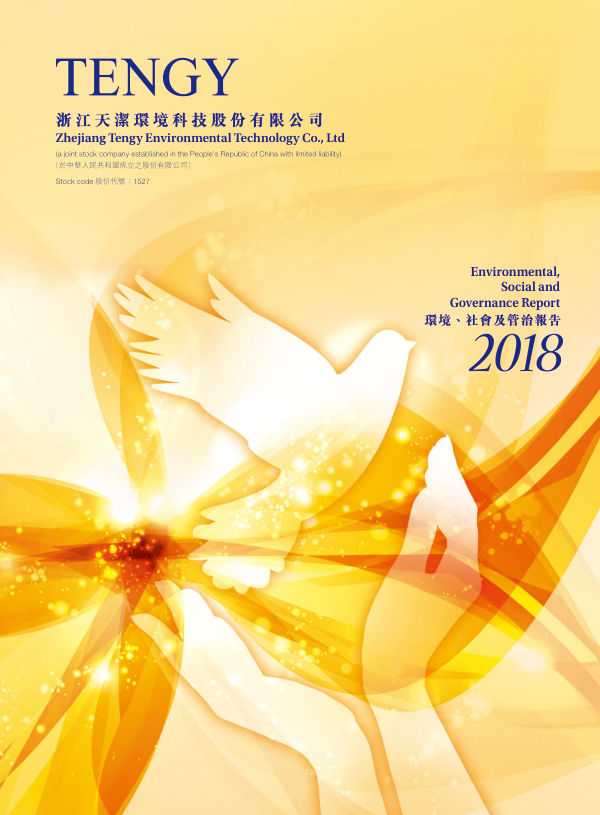 TENGY
浙江天潔環境科技股份有限公司
Zhejiang Tengy Environmental Technology Co., Ltd
(a joint stock company established in the People's Republic of China with limited liability)
(於中華人民共和國成立之股份有限公司)
Stock code 股份代號：1527
Environmental,
Social and
Governance Report
環境、社會及管治報告
2018